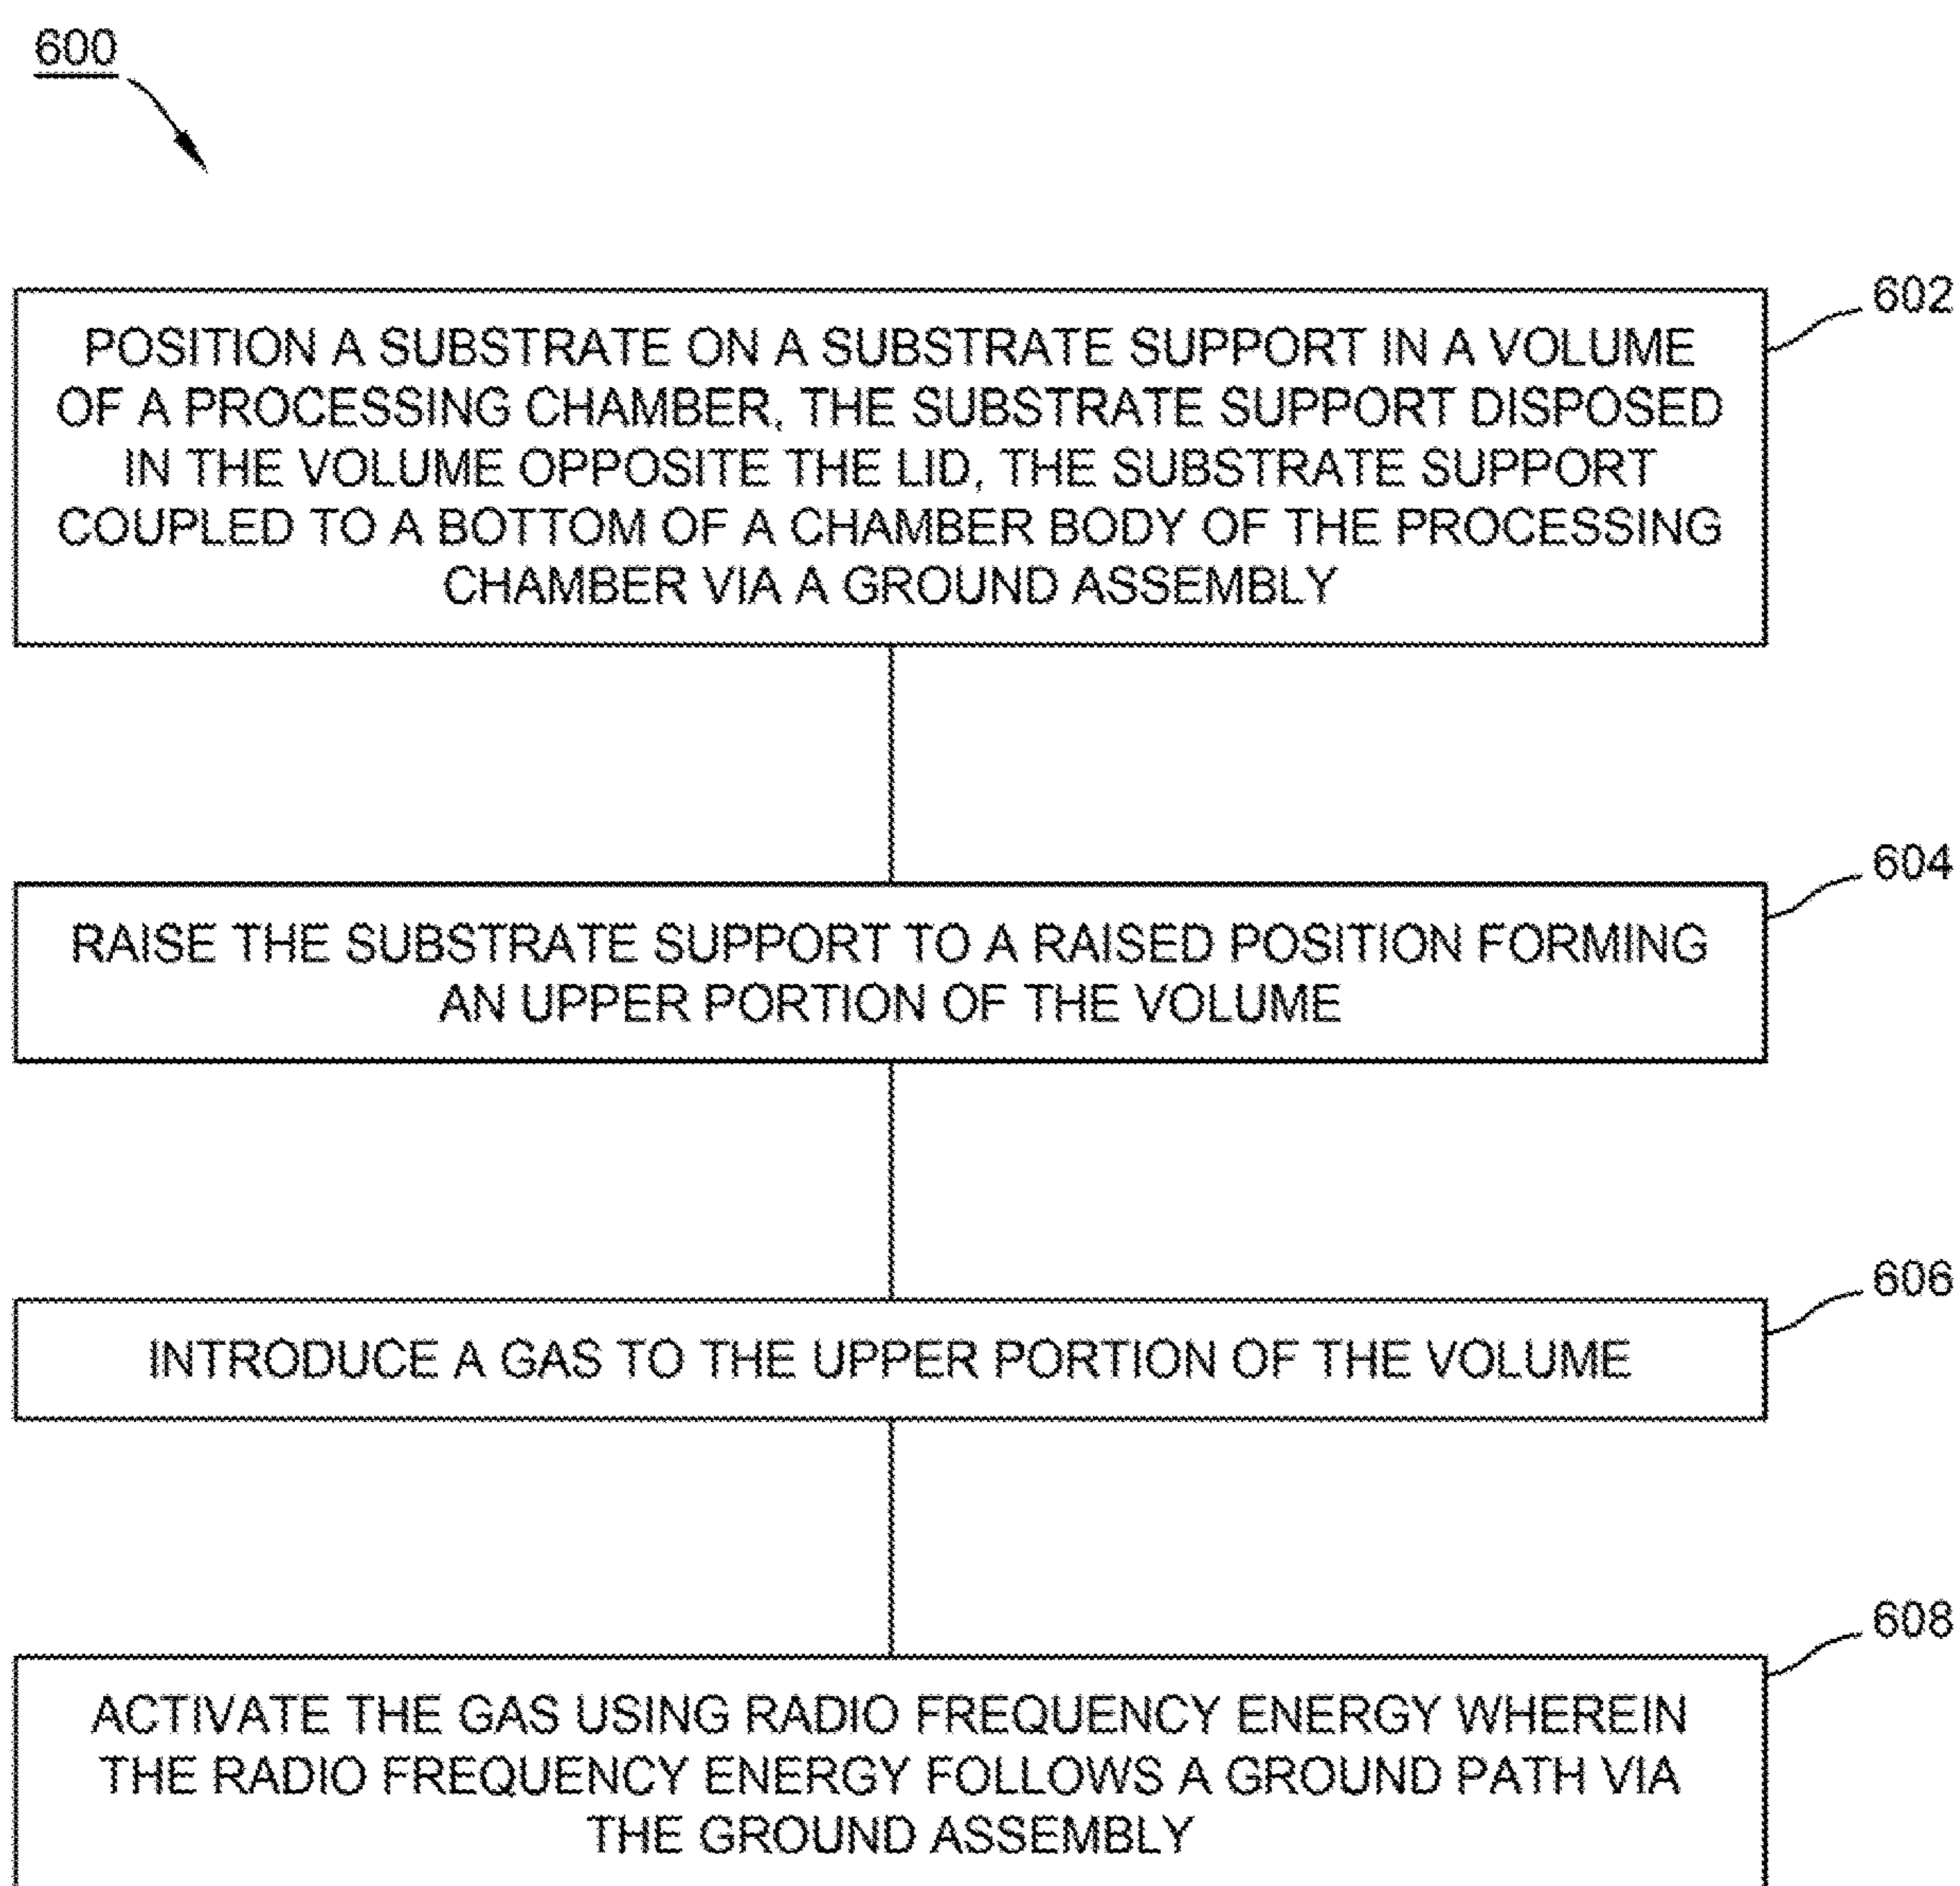 600
602
POSITION A SUBSTRATE ON A SUBSTRATE SUPPORT IN A VOLUME
OF A PROCESSING CHAMBER, THE SUBSTRATE SUPPORT DISPOSED
IN THE VOLUME OPPOSITE THE LID, THE SUBSTRATE SUPPORT
COUPLED TO A BOTTOM OF A CHAMBER BODY OF THE PROCESSING
CHAMBER VIA A GROUND ASSEMBLY
604
RAISE THE SUBSTRATE SUPPORT TO A RAISED POSITION FORMING
AN UPPER PORTION OF THE VOLUME
606
INTRODUCE A GAS TO THE UPPER PORTION OF THE VOLUME
608
ACTIVATE THE GAS USING RADIO FREQUENCY ENERGY WHEREIN
THE RADIO FREQUENCY ENERGY FOLLOWS A GROUND PATH VIA
THE GROUND ASSEMBLY